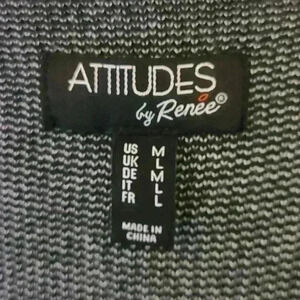 ATTITUDES
by Renée®
US M
UK L
DE M
IT L
FR L
MADE IN
CHINA